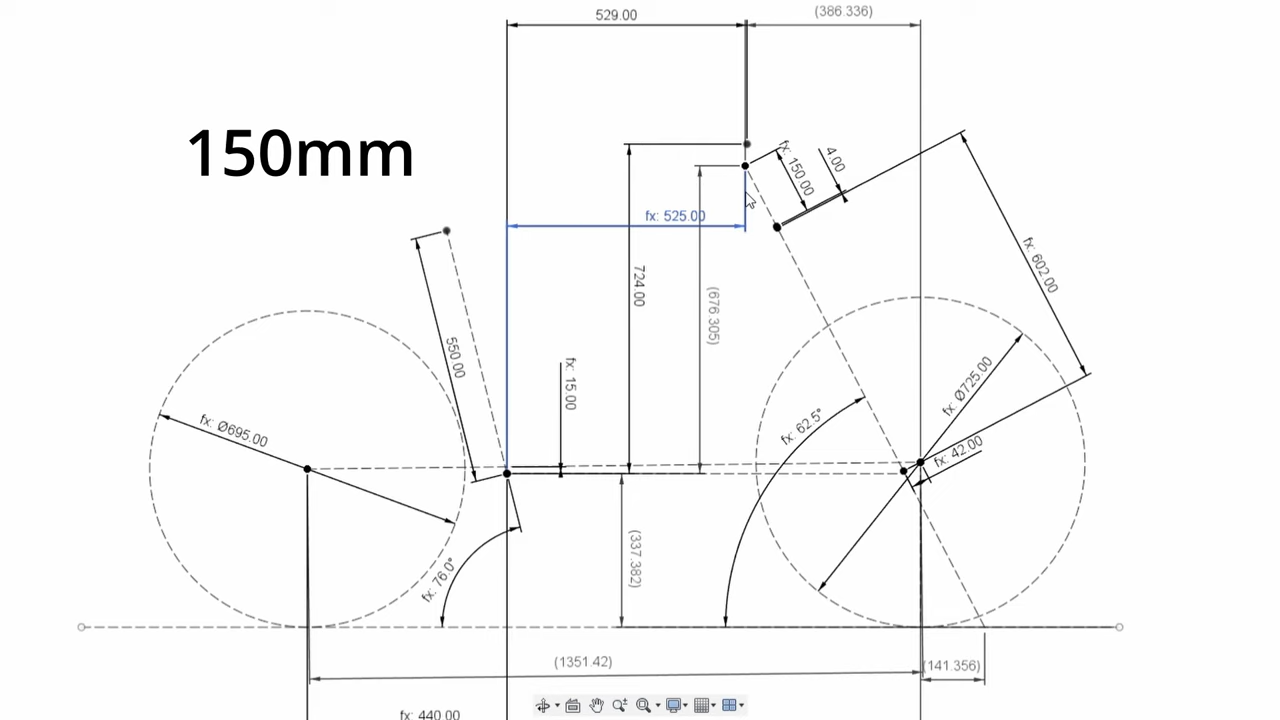 529.00
(386.336)
150mm
fx: 150.00
4.00
fx: 525.00
fx: 602.00
724.00
(676.305)
550.00
fx: 15.00
fx: Ø725.00
fx: Ø695.00
fx: 62.5°
fx: 42.00
(337.382)
fx: 76.0°
(1351.42)
(141.356)
fx: 440.00